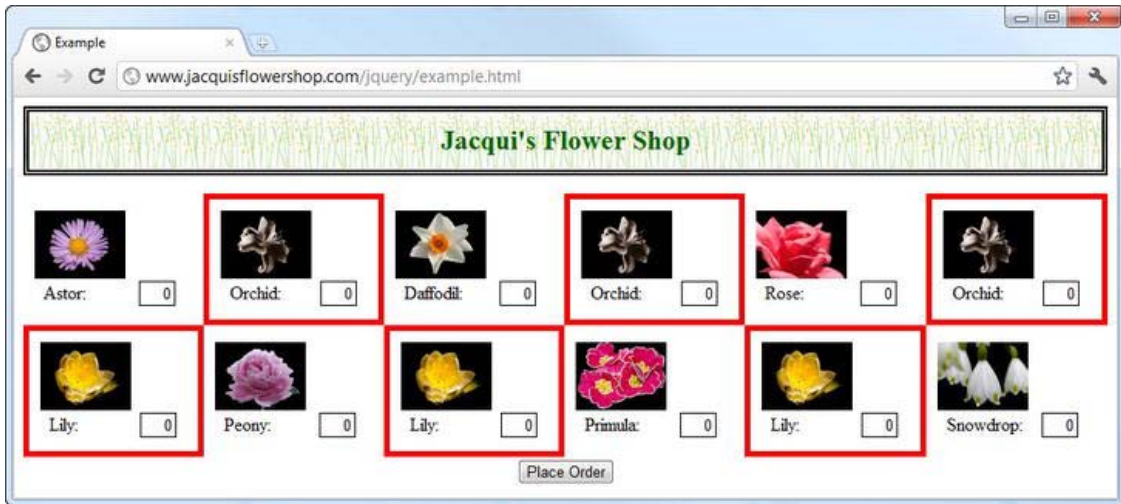 Example
www.jacquisflowershop.com/jquery/example.html
Jacqui's Flower Shop
Astor: 0 Orchid: 0 Daffodil: 0 Orchid: 0 Rose: 0 Orchid: 0
Lily: 0 Peony: 0 Lily: 0 Primula: 0 Lily: 0 Snowdrop: 0
Place Order